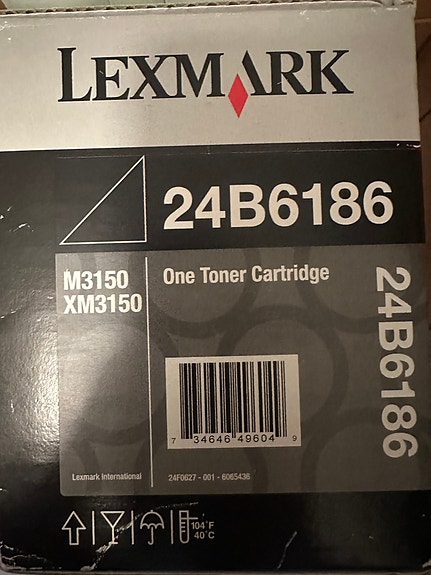 LEXMARK
24B6186
M3150
XM3150
One Toner Cartridge
24B6186
7 34646 49604 9
Lexmark International
24F0627 - 001 - 6065436
104°F
40°C